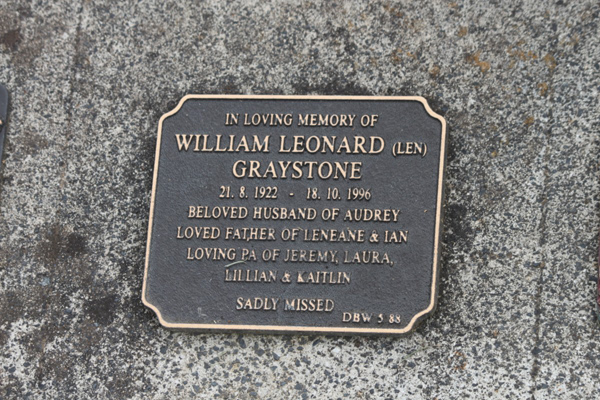 IN LOVING MEMORY OF
WILLIAM LEONARD (LEN)
GRAYSTONE
21. 8. 1922 - 18. 10. 1996
BELOVED HUSBAND OF AUDREY
LOVED FATHER OF LENEANE & IAN
LOVING PA OF JEREMY, LAURA,
LILLIAN & KAITLIN
SADLY MISSED
DBW 5 88